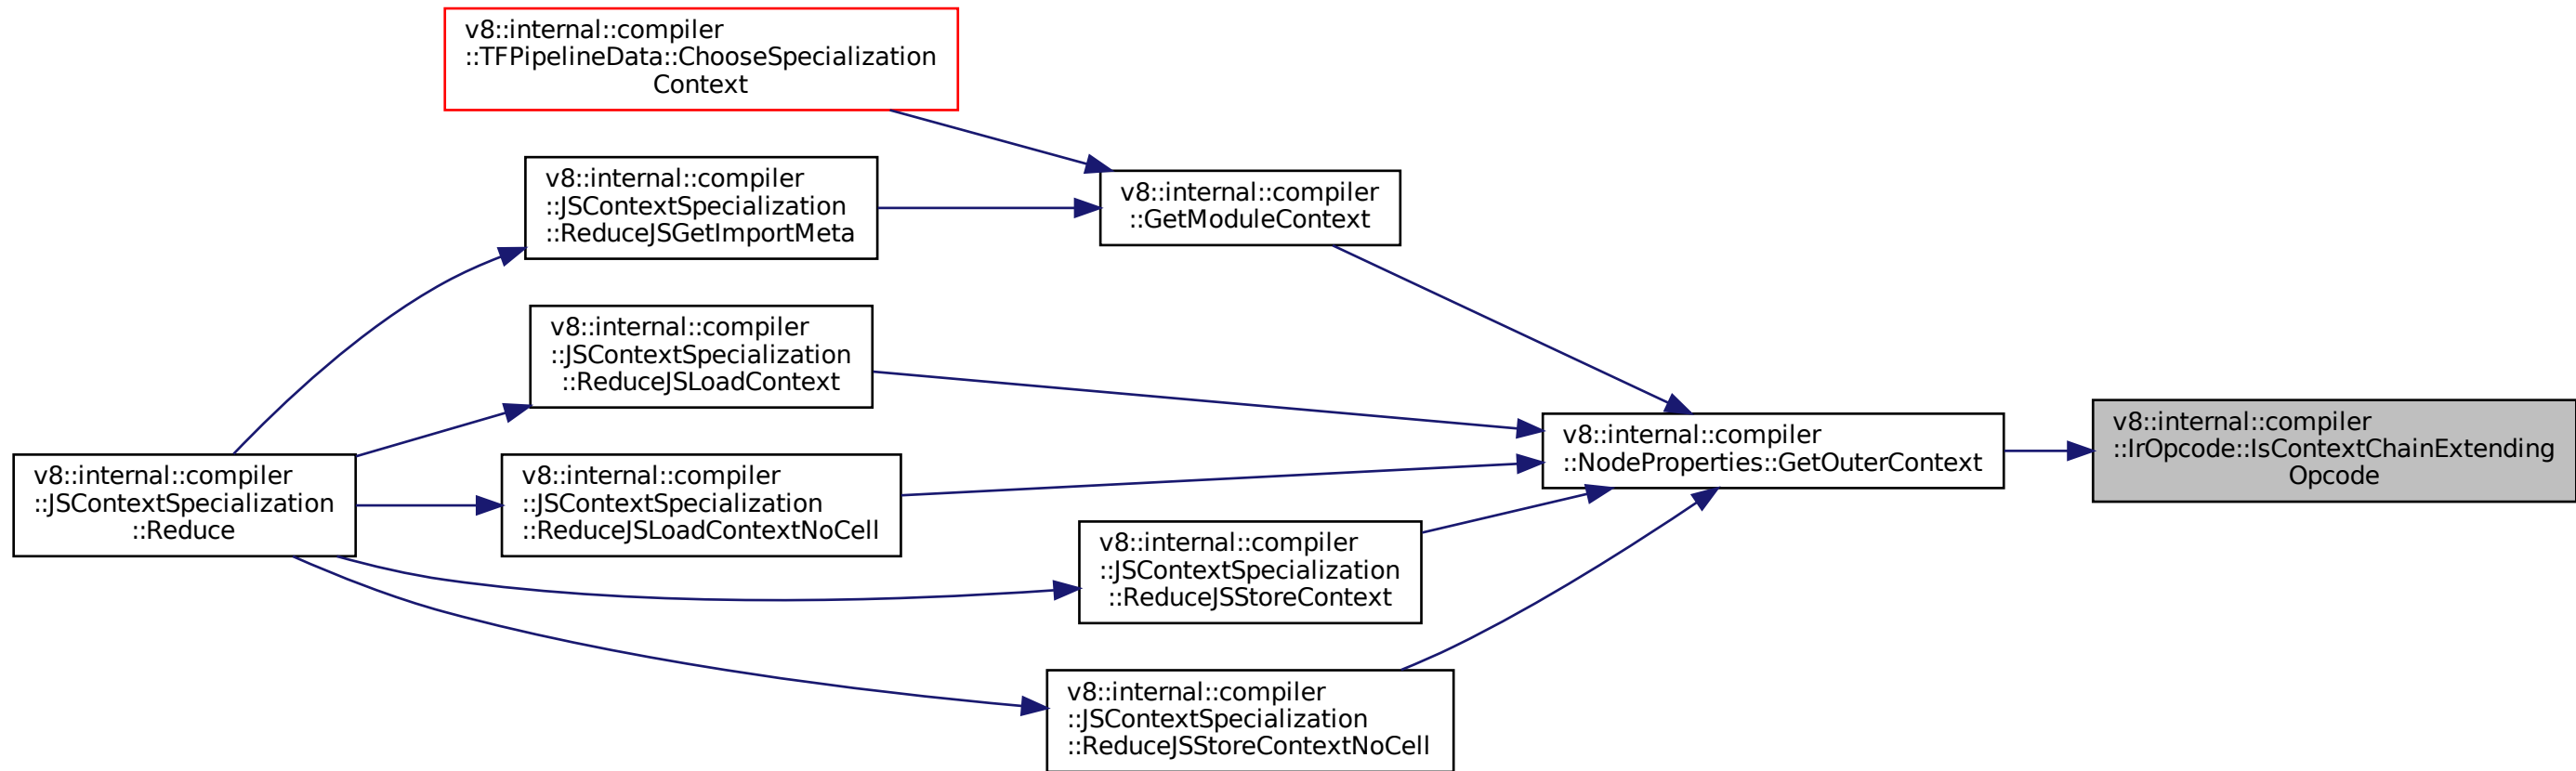 v8::internal::compiler
::TFPipelineData::ChooseSpecialization
Context
v8::internal::compiler
::JSContextSpecialization
::ReduceJSGetImportMeta
v8::internal::compiler
::GetModuleContext
v8::internal::compiler
::JSContextSpecialization
::ReduceJSLoadContext
v8::internal::compiler
::NodeProperties::GetOuterContext
v8::internal::compiler
::IrOpcode::IsContextChainExtending
Opcode
v8::internal::compiler
::JSContextSpecialization
::Reduce
v8::internal::compiler
::JSContextSpecialization
::ReduceJSLoadContextNoCell
v8::internal::compiler
::JSContextSpecialization
::ReduceJSStoreContext
v8::internal::compiler
::JSContextSpecialization
::ReduceJSStoreContextNoCell